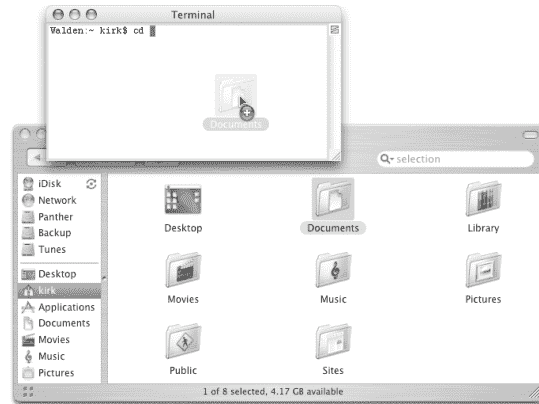 Terminal
Walden:~ kirk$ cd
Documents
selection
iDisk
Network
Panther
Backup
Tunes
Desktop
kirk
Applications
Documents
Movies
Music
Pictures
Desktop
Documents
Library
Movies
Music
Pictures
Public
Sites
1 of 8 selected, 4.17 GB available